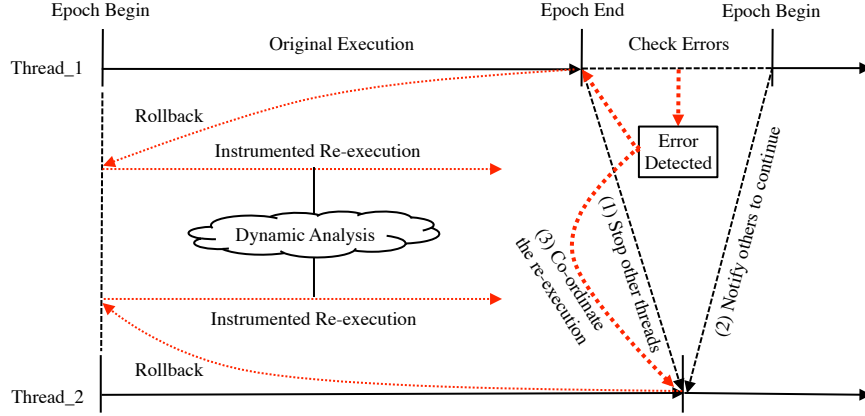 Epoch Begin
Epoch End
Epoch Begin
Original Execution
Check Errors
Thread_1
Rollback
Error
Detected
Instrumented Re-execution
Dynamic Analysis
(1) Stop other threads
(2) Notify others to continue
(3) Co-ordinate
the re-execution
Instrumented Re-execution
Rollback
Thread_2